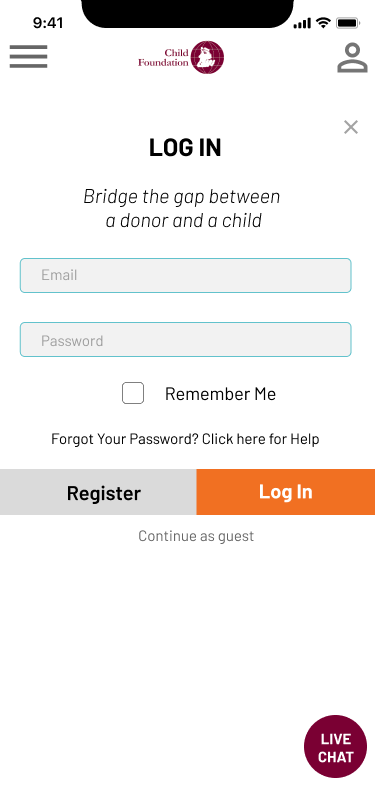 9:41
Child
Foundation
LOG IN
Bridge the gap between
a donor and a child
Email
Password
Remember Me
Forgot Your Password? Click here for Help
Register
Log In
Continue as guest
LIVE
CHAT